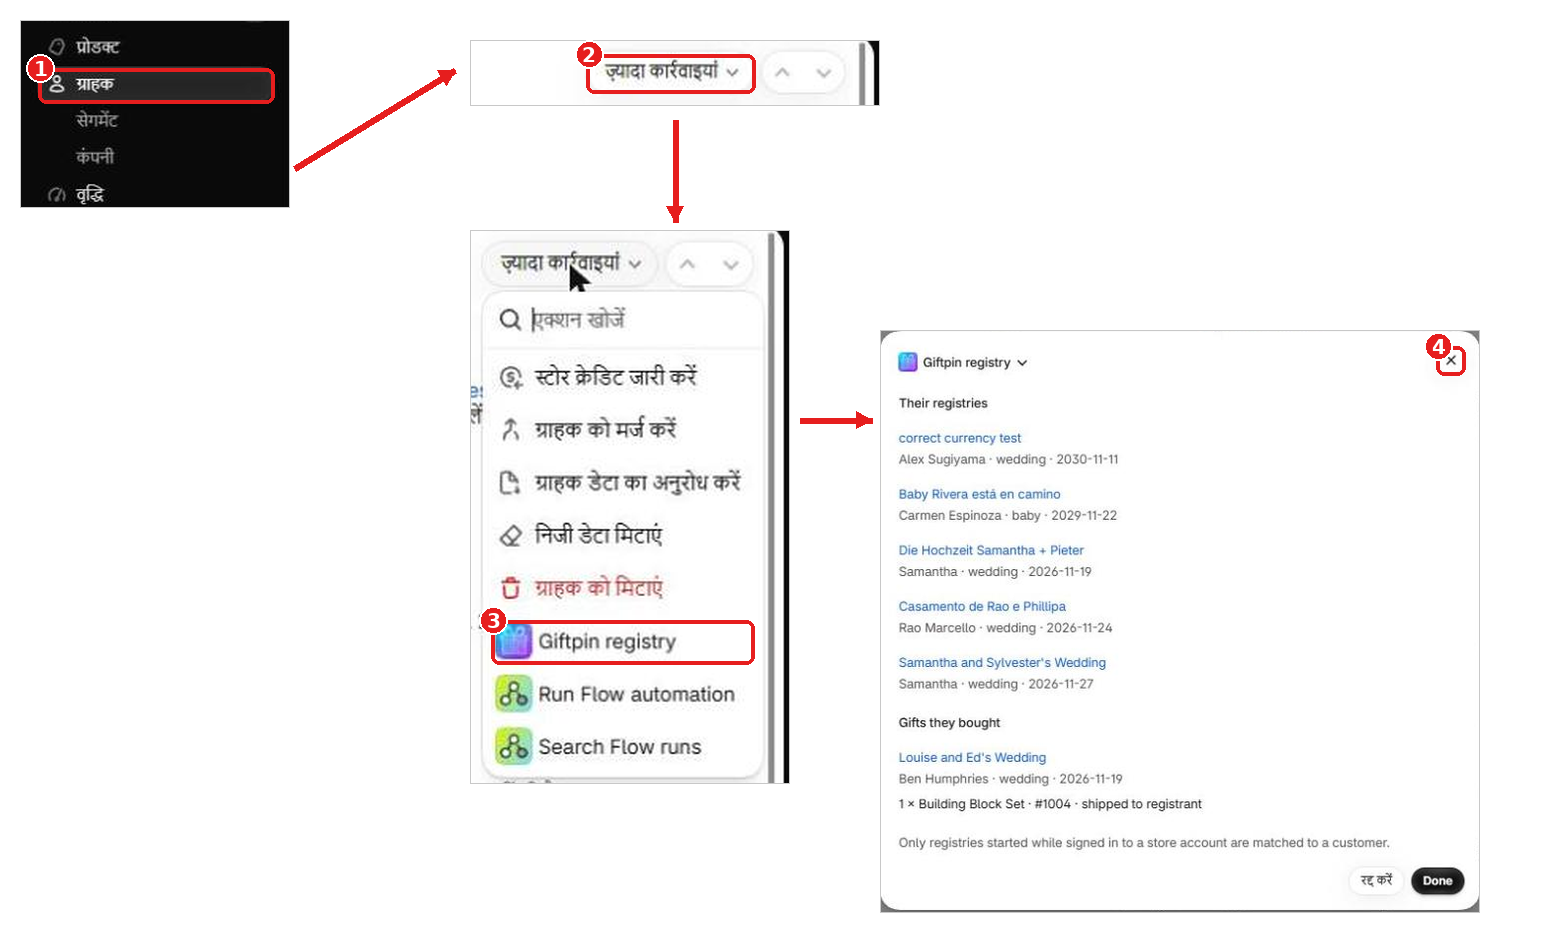 प्रोडक्ट
1
ग्राहक
सेगमेंट
कंपनी
वृद्धि
2
ज़्यादा कार्रवाइयां
ज़्यादा कार्रवाइयां
एक्शन खोजें
स्टोर क्रेडिट जारी करें
ग्राहक को मर्ज करें
ग्राहक डेटा का अनुरोध करें
निजी डेटा मिटाएं
ग्राहक को मिटाएं
3
Giftpin registry
Run Flow automation
Search Flow runs
4
Giftpin registry
Their registries
correct currency test
Alex Sugiyama · wedding · 2030-11-11
Baby Rivera está en camino
Carmen Espinoza · baby · 2029-11-22
Die Hochzeit Samantha + Pieter
Samantha · wedding · 2026-11-19
Casamento de Rao e Phillipa
Rao Marcello · wedding · 2026-11-24
Samantha and Sylvester's Wedding
Samantha · wedding · 2026-11-27
Gifts they bought
Louise and Ed's Wedding
Ben Humphries · wedding · 2026-11-19
1 × Building Block Set · #1004 · shipped to registrant
Only registries started while signed in to a store account are matched to a customer.
रद्द करें
Done